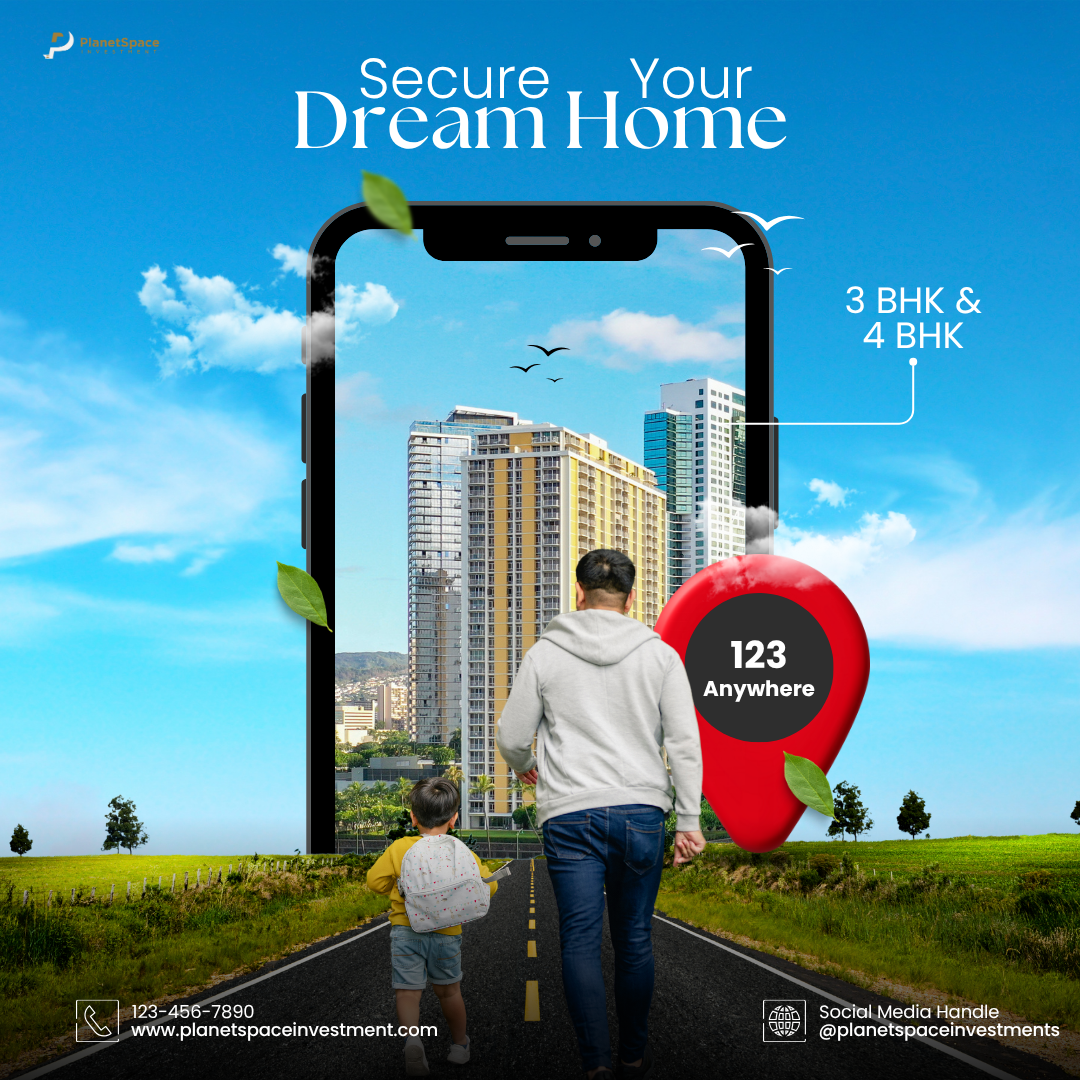 PlanetSpace
Secure Your
Dream Home
3 BHK &
4 BHK
123
Anywhere
123-456-7890
www.planetspaceinvestment.com
Social Media Handle
@planetspaceinvestments